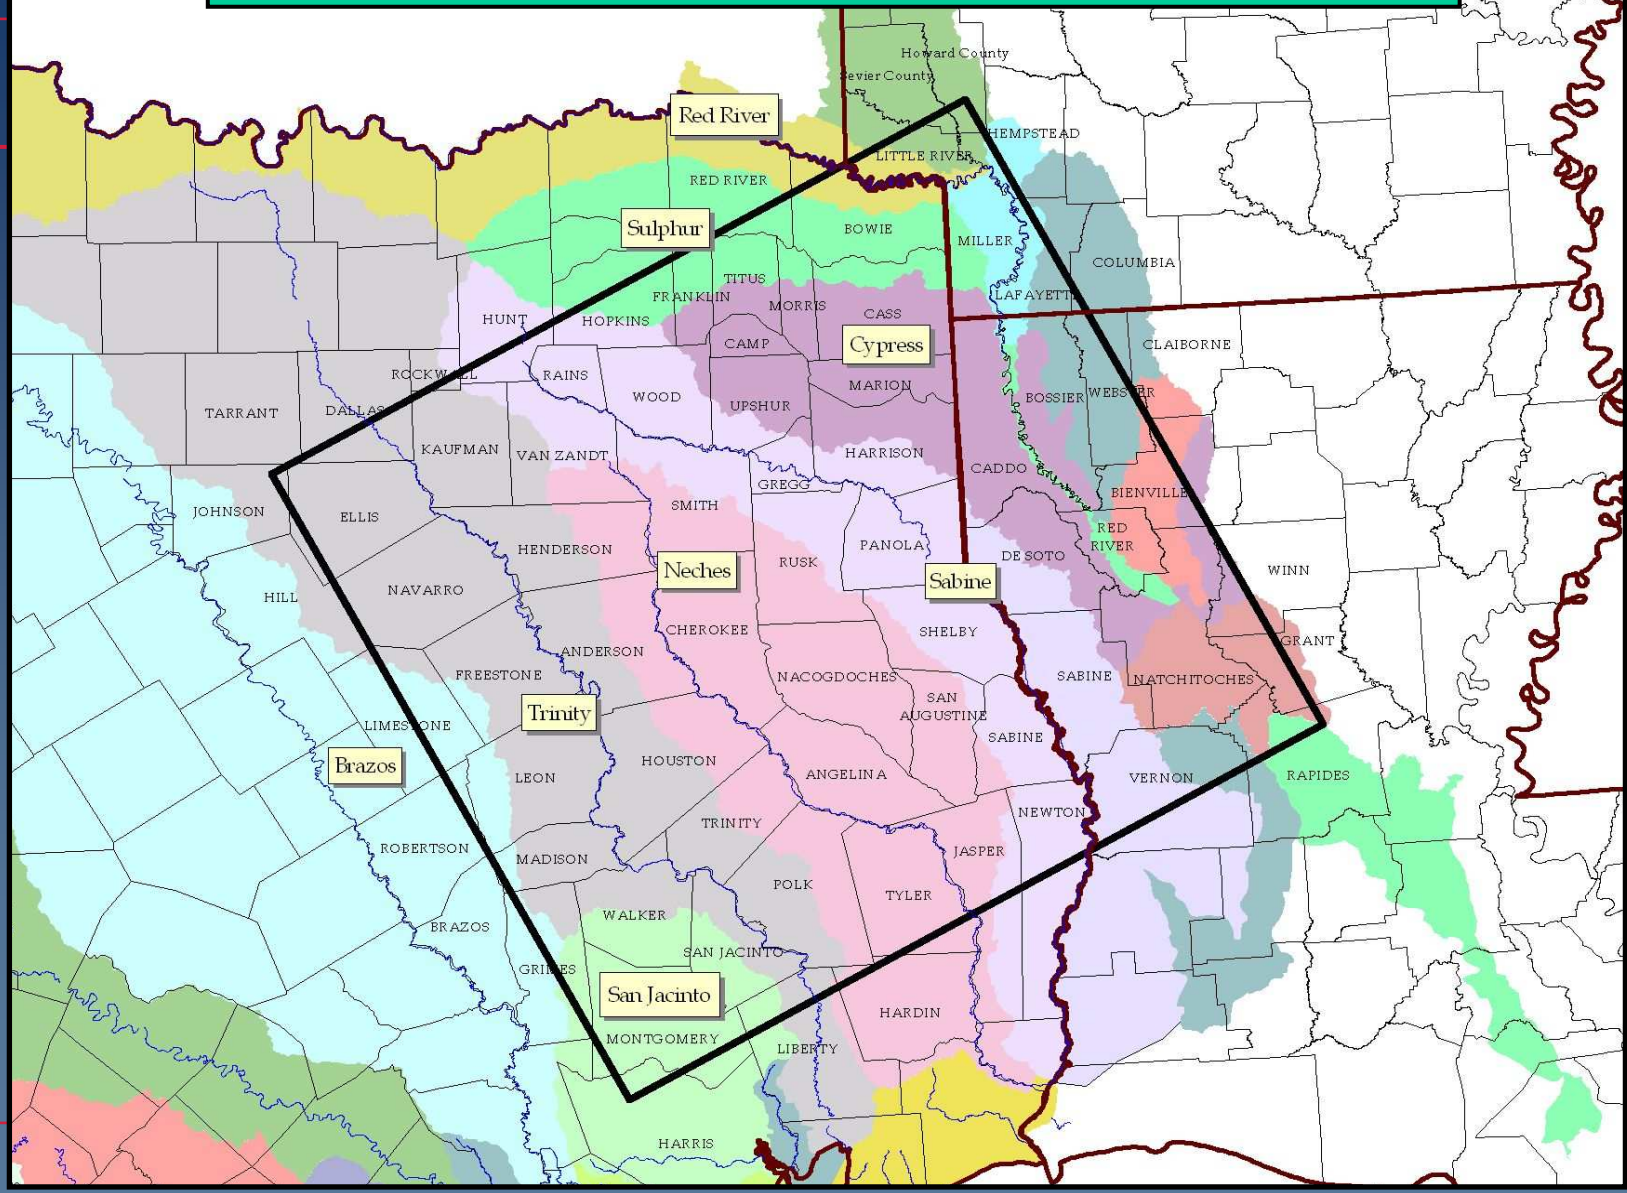 Howard County
Sevier County
Red River
HEMPSTEAD
LITTLE RIVER
RED RIVER
Sulphur
BOWIE
MILLER
COLUMBIA
TITUS
FRANKLIN
LAFAYETTE
MORRIS
HUNT
HOPKINS
CASS
CAMP
Cypress
CLAIBORNE
ROCKWALL
RAINS
MARION
WOOD
BOSSIER
WEBSTER
TARRANT
DALLAS
UPSHUR
KAUFMAN
VAN ZANDT
HARRISON
CADDO
GREGG
BIENVILLE
JOHNSON
ELLIS
SMITH
RED
RIVER
HENDERSON
RUSK
PANOLA
DE SOTO
Neches
Sabine
WINN
HILL
NAVARRO
CHEROKEE
SHELBY
GRANT
ANDERSON
FREESTONE
NACOGDOCHES
SABINE
NATCHITOCHES
SAN
AUGUSTINE
Trinity
LIMESTONE
SABINE
Brazos
HOUSTON
ANGELINA
LEON
VERNON
RAPIDES
NEWTON
TRINITY
ROBERTSON
MADISON
JASPER
POLK
TYLER
WALKER
BRAZOS
SAN JACINTO
GRIMES
San Jacinto
HARDIN
MONTGOMERY
LIBERTY
HARRIS